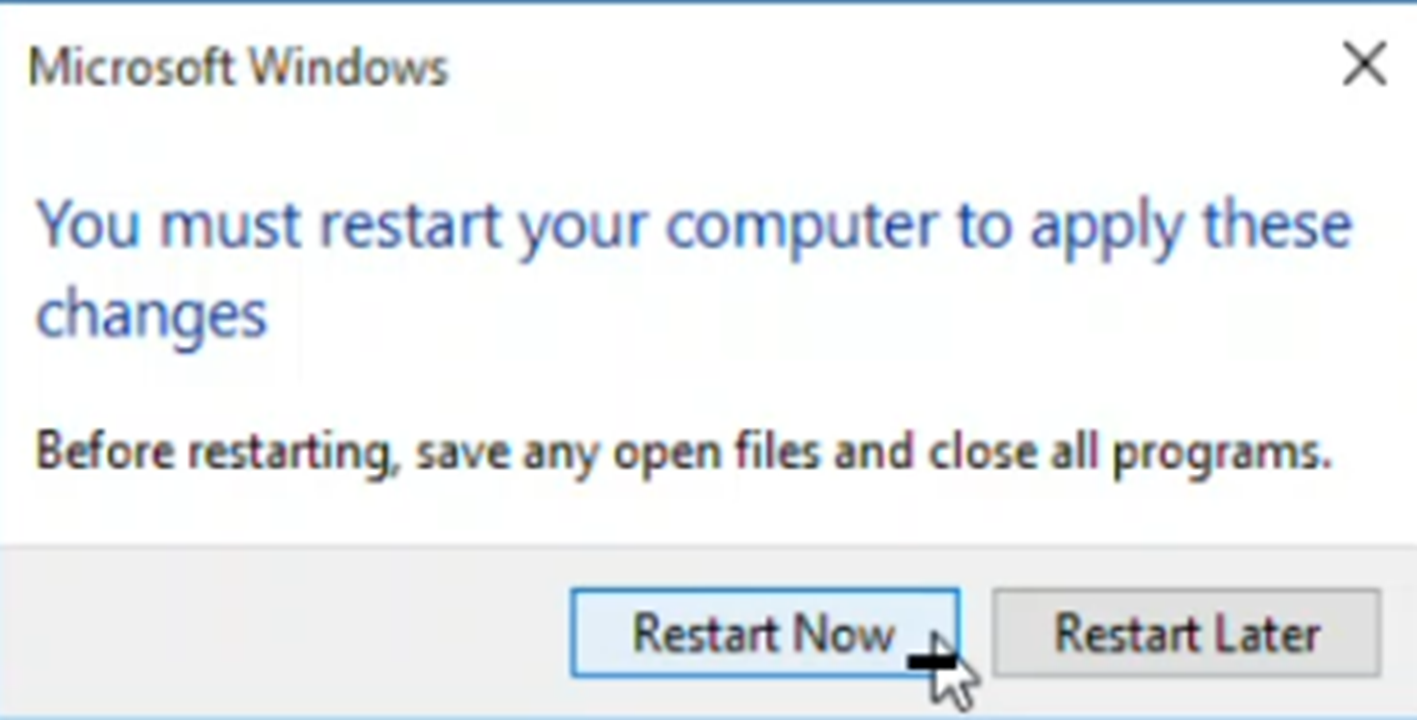 Microsoft Windows
You must restart your computer to apply these
changes
Before restarting, save any open files and close all programs.
Restart Now
Restart Later